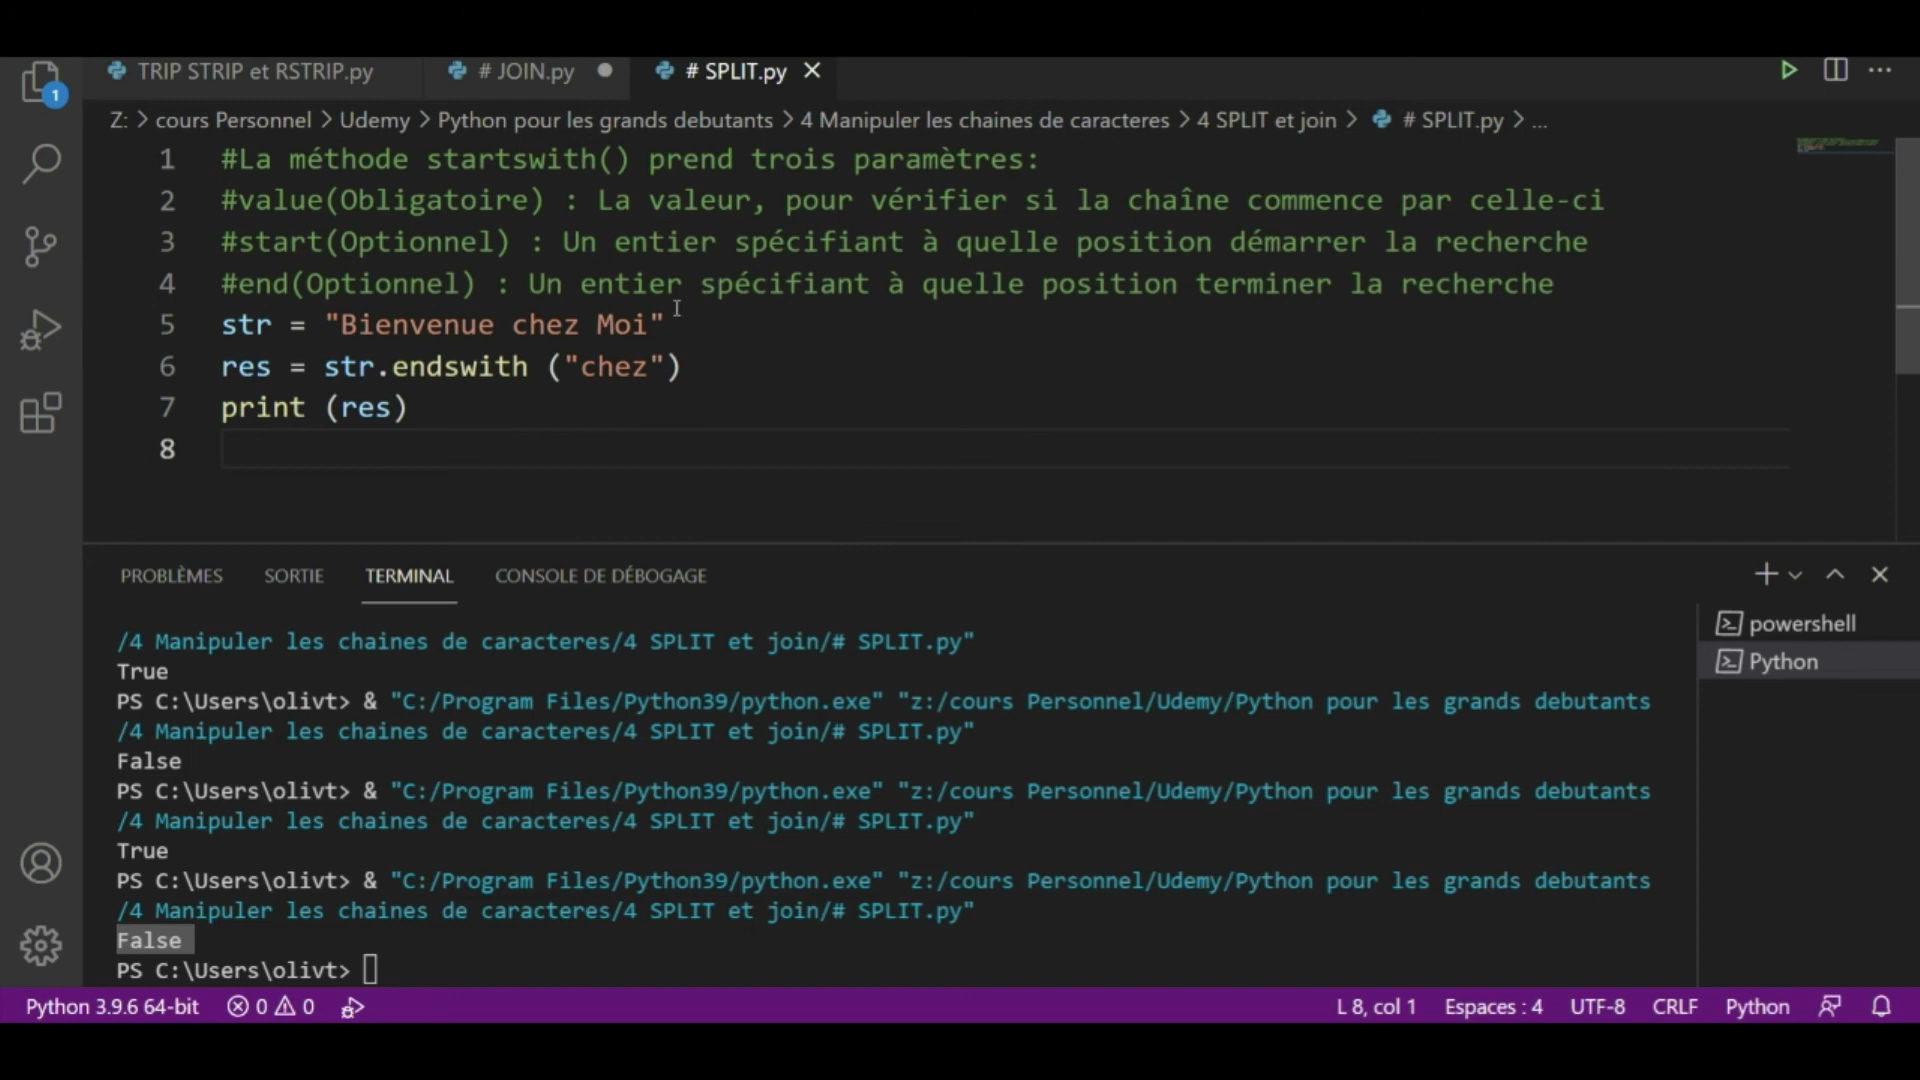 TRIP STRIP et RSTRIP.py # JOIN.py # SPLIT.py
1
Z: > cours Personnel > Udemy > Python pour les grands debutants > 4 Manipuler les chaines de caracteres > 4 SPLIT et join > # SPLIT.py > ...
1 #La méthode startswith() prend trois paramètres:
2 #value(Obligatoire) : La valeur, pour vérifier si la chaîne commence par celle-ci
3 #start(Optionnel) : Un entier spécifiant à quelle position démarrer la recherche
4 #end(Optionnel) : Un entier spécifiant à quelle position terminer la recherche
5 str = "Bienvenue chez Moi"
6 res = str.endswith ("chez")
7 print (res)
8
PROBLÈMES SORTIE TERMINAL CONSOLE DE DÉBOGAGE
/4 Manipuler les chaines de caracteres/4 SPLIT et join/# SPLIT.py"
True
PS C:\Users\olivt> & "C:/Program Files/Python39/python.exe" "z:/cours Personnel/Udemy/Python pour les grands debutants
/4 Manipuler les chaines de caracteres/4 SPLIT et join/# SPLIT.py"
False
PS C:\Users\olivt> & "C:/Program Files/Python39/python.exe" "z:/cours Personnel/Udemy/Python pour les grands debutants
/4 Manipuler les chaines de caracteres/4 SPLIT et join/# SPLIT.py"
True
PS C:\Users\olivt> & "C:/Program Files/Python39/python.exe" "z:/cours Personnel/Udemy/Python pour les grands debutants
/4 Manipuler les chaines de caracteres/4 SPLIT et join/# SPLIT.py"
False
PS C:\Users\olivt>
powershell
Python
Python 3.9.6 64-bit 0 0 L 8, col 1 Espaces : 4 UTF-8 CRLF Python